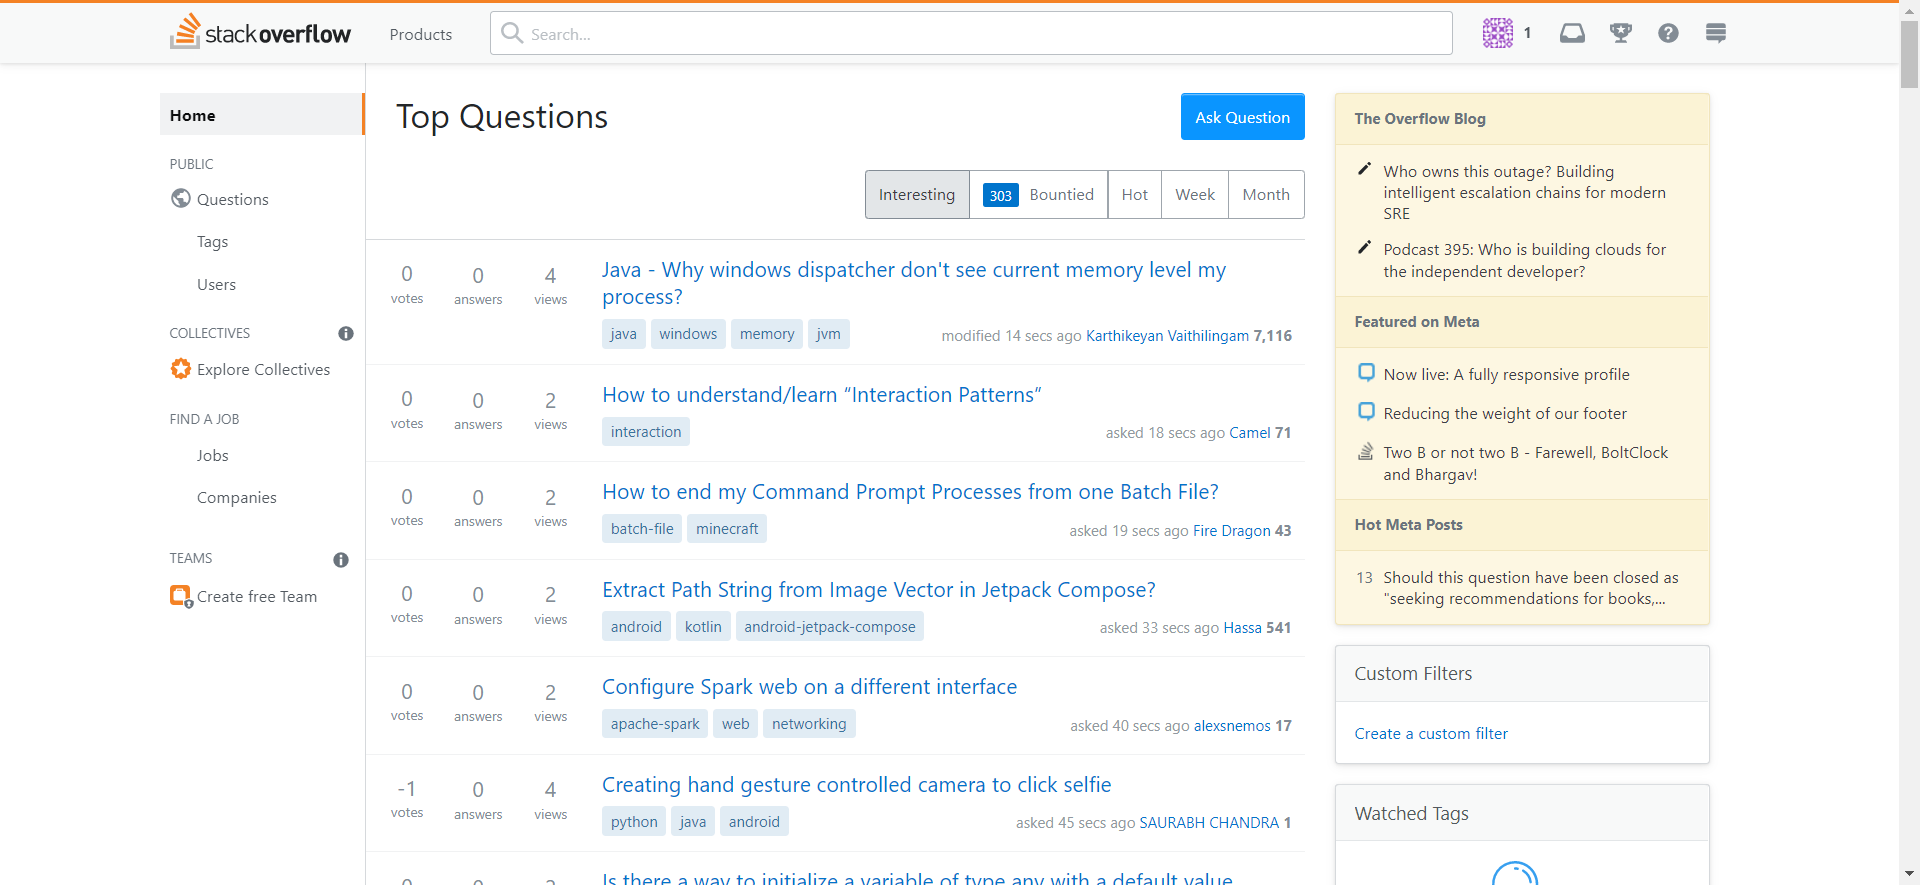 stackoverflow
Products
Search...
1
Home
PUBLIC
Questions
Tags
Users
COLLECTIVES
Explore Collectives
FIND A JOB
Jobs
Companies
TEAMS
Create free Team
Top Questions
Ask Question
Interesting
303 Bountied
Hot
Week
Month
0 votes
0 answers
4 views
Java - Why windows dispatcher don't see current memory level my
process?
java windows memory jvm
modified 14 secs ago Karthikeyan Vaithilingam 7,116
0 votes
0 answers
2 views
How to understand/learn “Interaction Patterns”
interaction
asked 18 secs ago Camel 71
0 votes
0 answers
2 views
How to end my Command Prompt Processes from one Batch File?
batch-file minecraft
asked 19 secs ago Fire Dragon 43
0 votes
0 answers
2 views
Extract Path String from Image Vector in Jetpack Compose?
android kotlin android-jetpack-compose
asked 33 secs ago Hassa 541
0 votes
0 answers
2 views
Configure Spark web on a different interface
apache-spark web networking
asked 40 secs ago alexsnemos 17
-1 votes
0 answers
4 views
Creating hand gesture controlled camera to click selfie
python java android
asked 45 secs ago SAURABH CHANDRA 1
Is there a way to initialize a variable of type any with a default value
The Overflow Blog
Who owns this outage? Building
intelligent escalation chains for modern
SRE
Podcast 395: Who is building clouds for
the independent developer?
Featured on Meta
Now live: A fully responsive profile
Reducing the weight of our footer
Two B or not two B - Farewell, BoltClock
and Bhargav!
Hot Meta Posts
13 Should this question have been closed as
"seeking recommendations for books,...
Custom Filters
Create a custom filter
Watched Tags